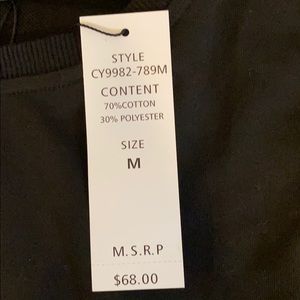 STYLE
CY9982-789M
CONTENT
70%COTTON
30% POLYESTER
SIZE
M
M.S.R.P
$68.00